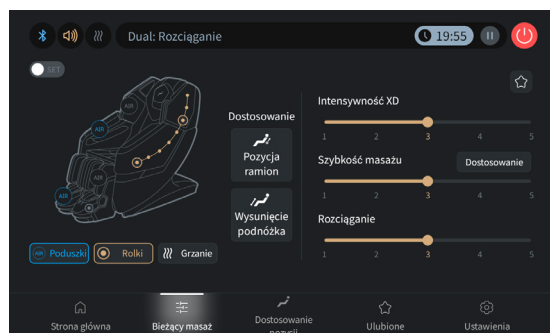 Dual: Rozciąganie
19:55
SET
AIR
AIR
AIR
AIR
Dostosowanie
Pozycja
ramion
Wysunięcie
podnóżka
Intensywność XD
1 2 3 4 5
Szybkość masażu
Dostosowanie
1 2 3 4 5
Rozciąganie
1 2 3 4 5
AIR Poduszki
Rolki
Grzanie
Strona główna
Bieżący masaż
Dostosowanie
pozycji
Ulubione
Ustawienia